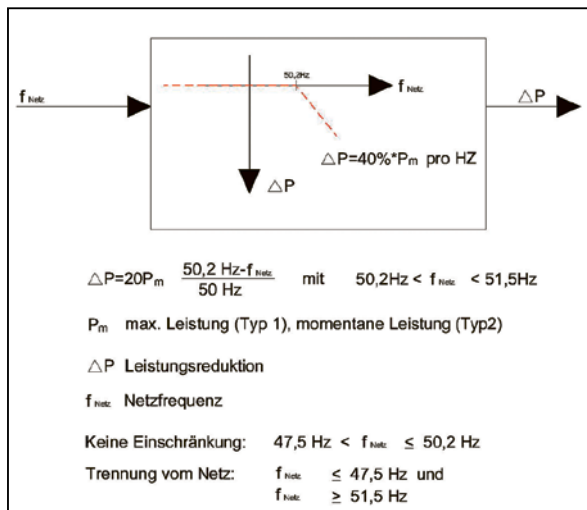 50,2Hz
f Netz
f Netz
△P
△P=40%*Pm pro HZ
△P
△P=20Pm 50,2 Hz-f Netz / 50 Hz mit 50,2Hz < f Netz < 51,5Hz
Pm max. Leistung (Typ 1), momentane Leistung (Typ2)
△P Leistungsreduktion
f Netz Netzfrequenz
Keine Einschränkung: 47,5 Hz < f Netz ≤ 50,2 Hz
Trennung vom Netz: f Netz ≤ 47,5 Hz und
f Netz ≥ 51,5 Hz